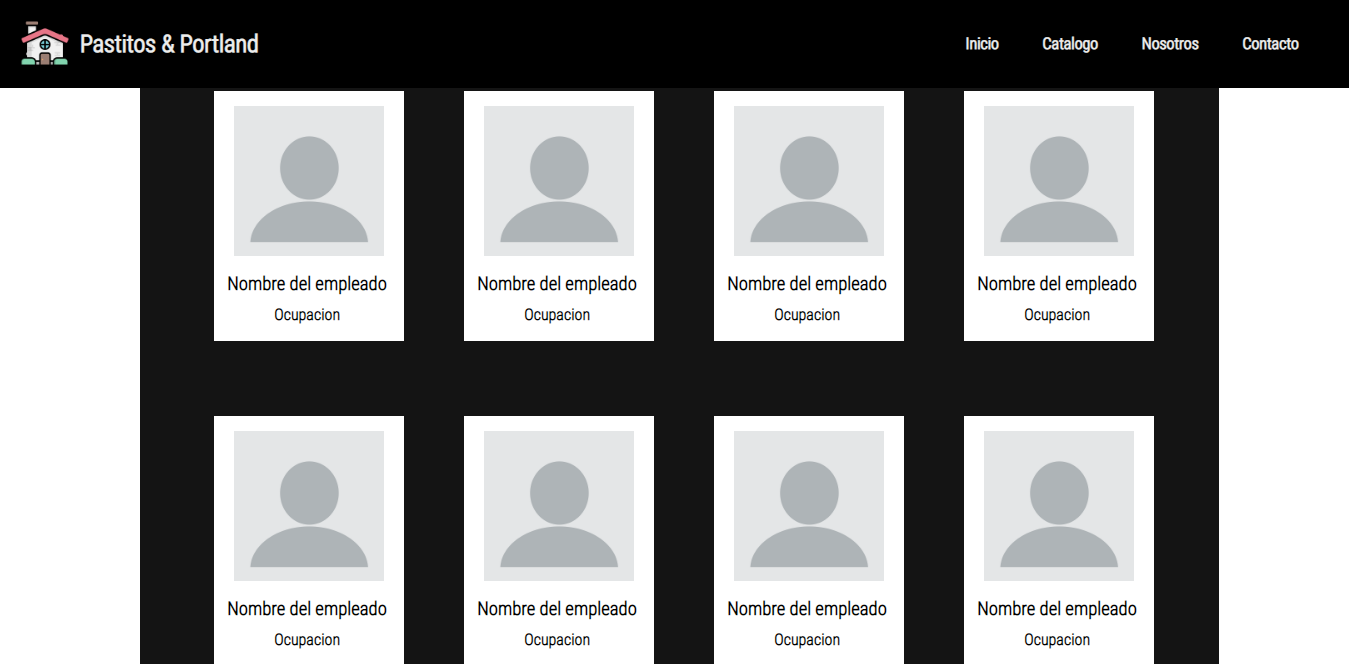 Pastitos & Portland
Inicio Catalogo Nosotros Contacto
Nombre del empleado Nombre del empleado Nombre del empleado Nombre del empleado
Ocupacion Ocupacion Ocupacion Ocupacion
Nombre del empleado Nombre del empleado Nombre del empleado Nombre del empleado
Ocupacion Ocupacion Ocupacion Ocupacion